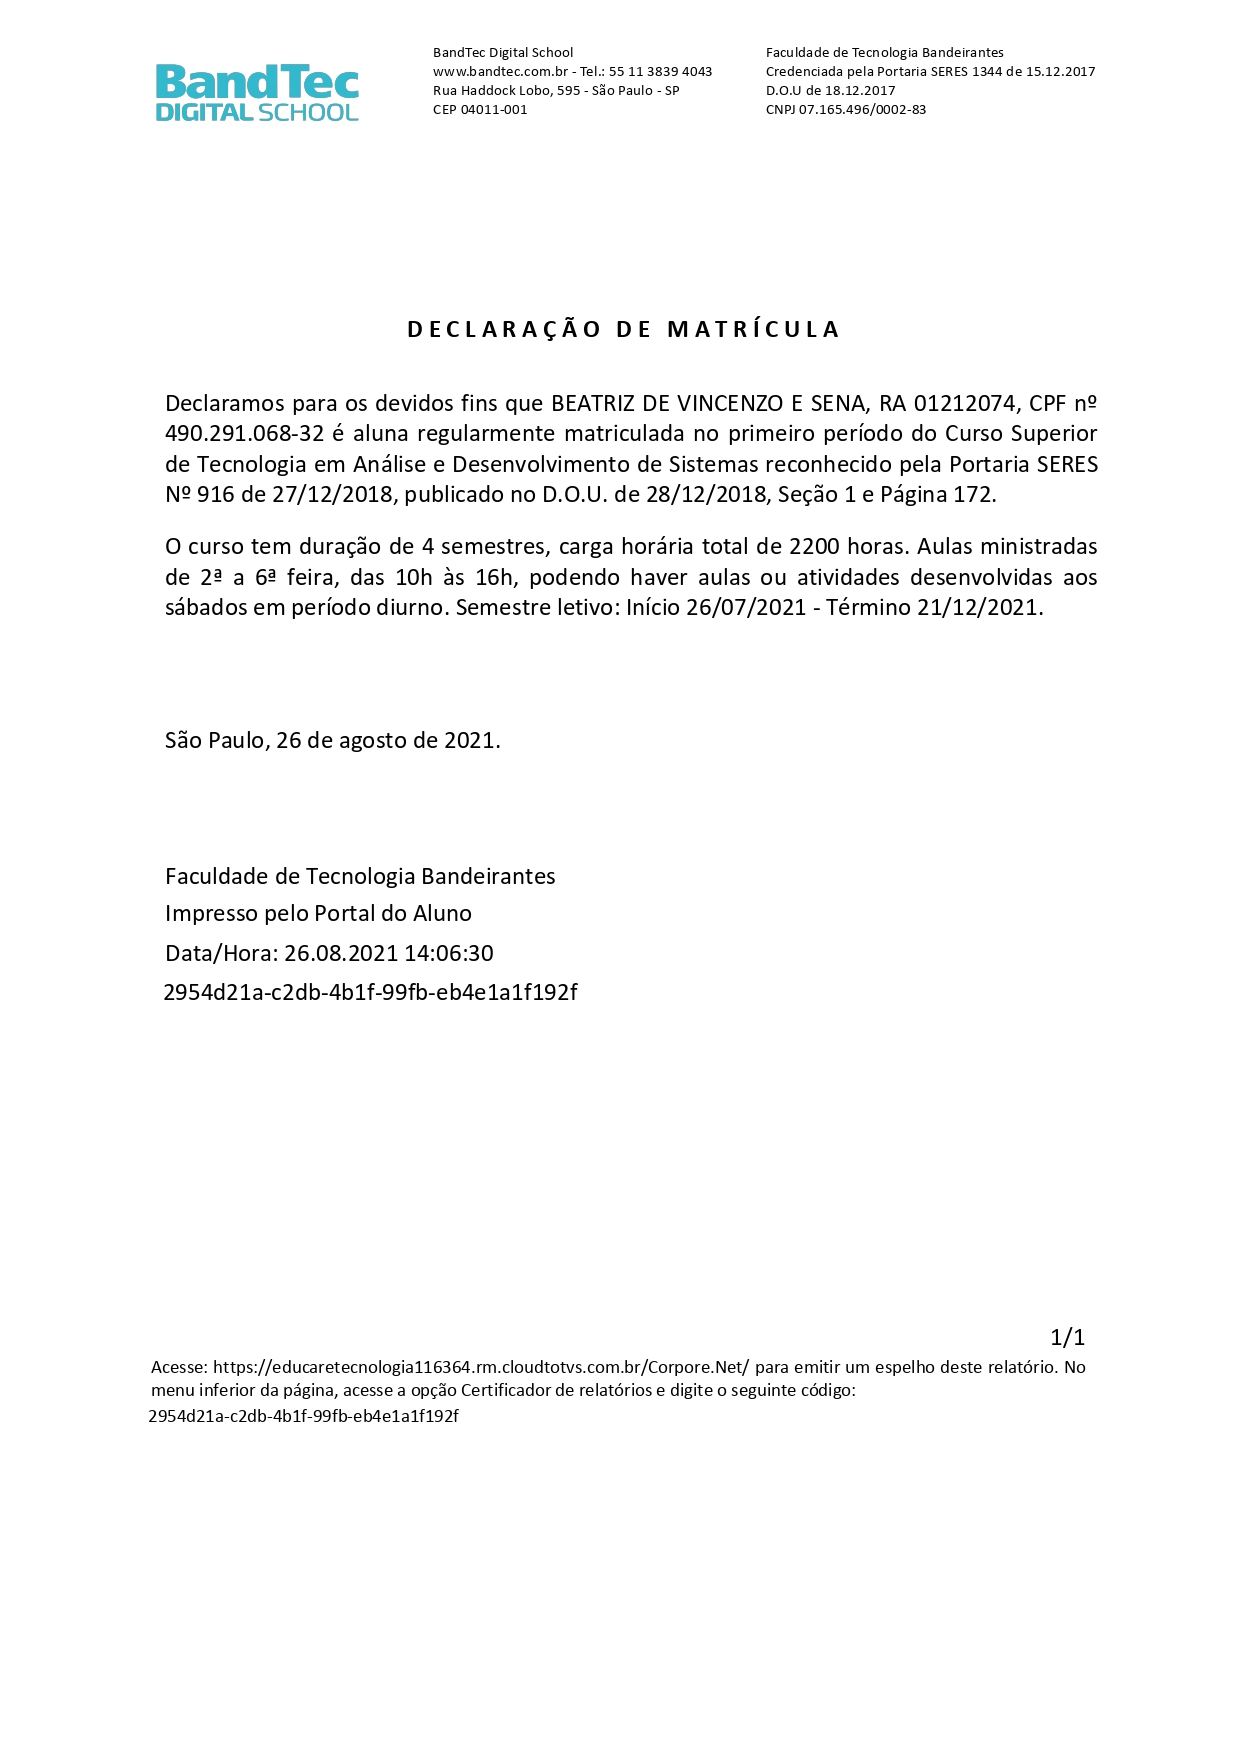 BandTec
DIGITAL SCHOOL
BandTec Digital School
www.bandtec.com.br - Tel.: 55 11 3839 4043
Rua Haddock Lobo, 595 - São Paulo - SP
CEP 04011-001
Faculdade de Tecnologia Bandeirantes
Credenciada pela Portaria SERES 1344 de 15.12.2017
D.O.U de 18.12.2017
CNPJ 07.165.496/0002-83
DECLARAÇÃO DE MATRÍCULA
Declaramos para os devidos fins que BEATRIZ DE VINCENZO E SENA, RA 01212074, CPF nº
490.291.068-32 é aluna regularmente matriculada no primeiro período do Curso Superior
de Tecnologia em Análise e Desenvolvimento de Sistemas reconhecido pela Portaria SERES
Nº 916 de 27/12/2018, publicado no D.O.U. de 28/12/2018, Seção 1 e Página 172.
O curso tem duração de 4 semestres, carga horária total de 2200 horas. Aulas ministradas
de 2ª a 6ª feira, das 10h às 16h, podendo haver aulas ou atividades desenvolvidas aos
sábados em período diurno. Semestre letivo: Início 26/07/2021 - Término 21/12/2021.
São Paulo, 26 de agosto de 2021.
Faculdade de Tecnologia Bandeirantes
Impresso pelo Portal do Aluno
Data/Hora: 26.08.2021 14:06:30
2954d21a-c2db-4b1f-99fb-eb4e1a1f192f
1/1
Acesse: https://educaretecnologia116364.rm.cloudtotvs.com.br/Corpore.Net/ para emitir um espelho deste relatório. No
menu inferior da página, acesse a opção Certificador de relatórios e digite o seguinte código:
2954d21a-c2db-4b1f-99fb-eb4e1a1f192f